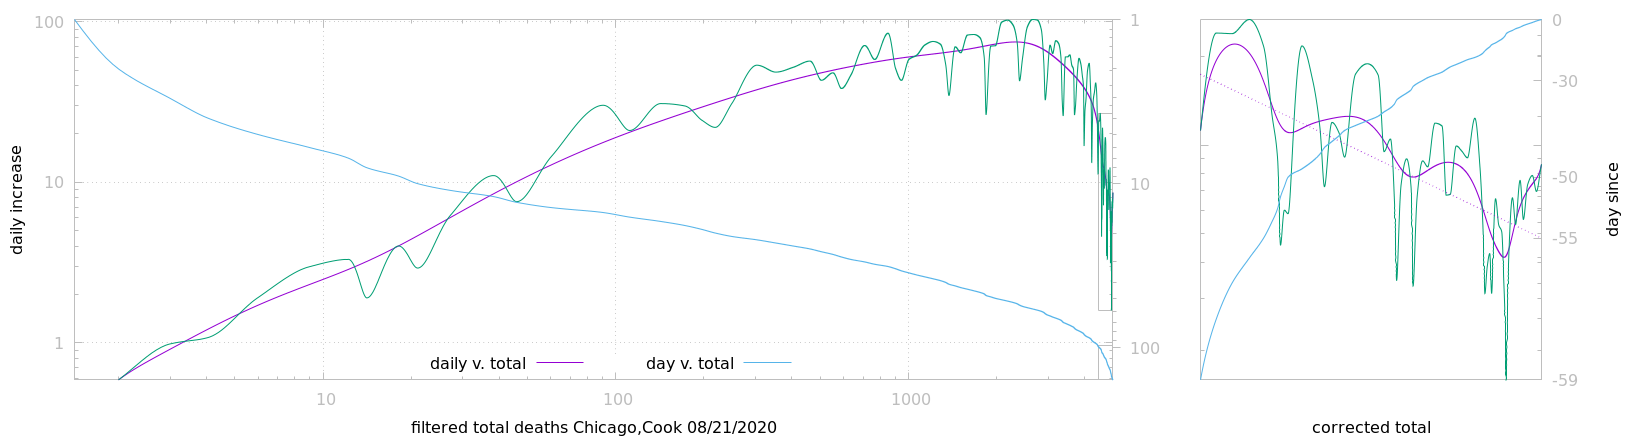 100
10
1
daily increase
10
100
1000
1
10
100
daily v. total
day v. total
filtered total deaths Chicago,Cook 08/21/2020
0
-30
-50
-55
-59
day since
corrected total